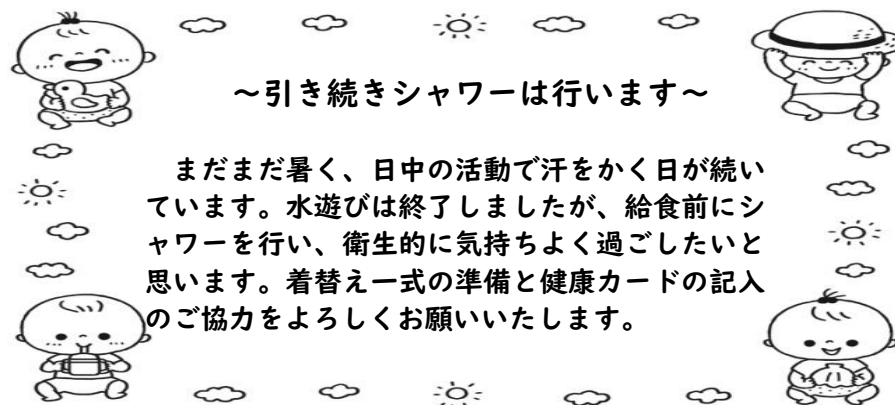 ～引き続きシャワーは行います～
まだまだ暑く、日中の活動で汗をかく日が続い
ています。水遊びは終了しましたが、給食前にシ
ャワーを行い、衛生的に気持ちよく過ごしたいと
思います。着替え一式の準備と健康カードの記入
のご協力をよろしくお願いいたします。